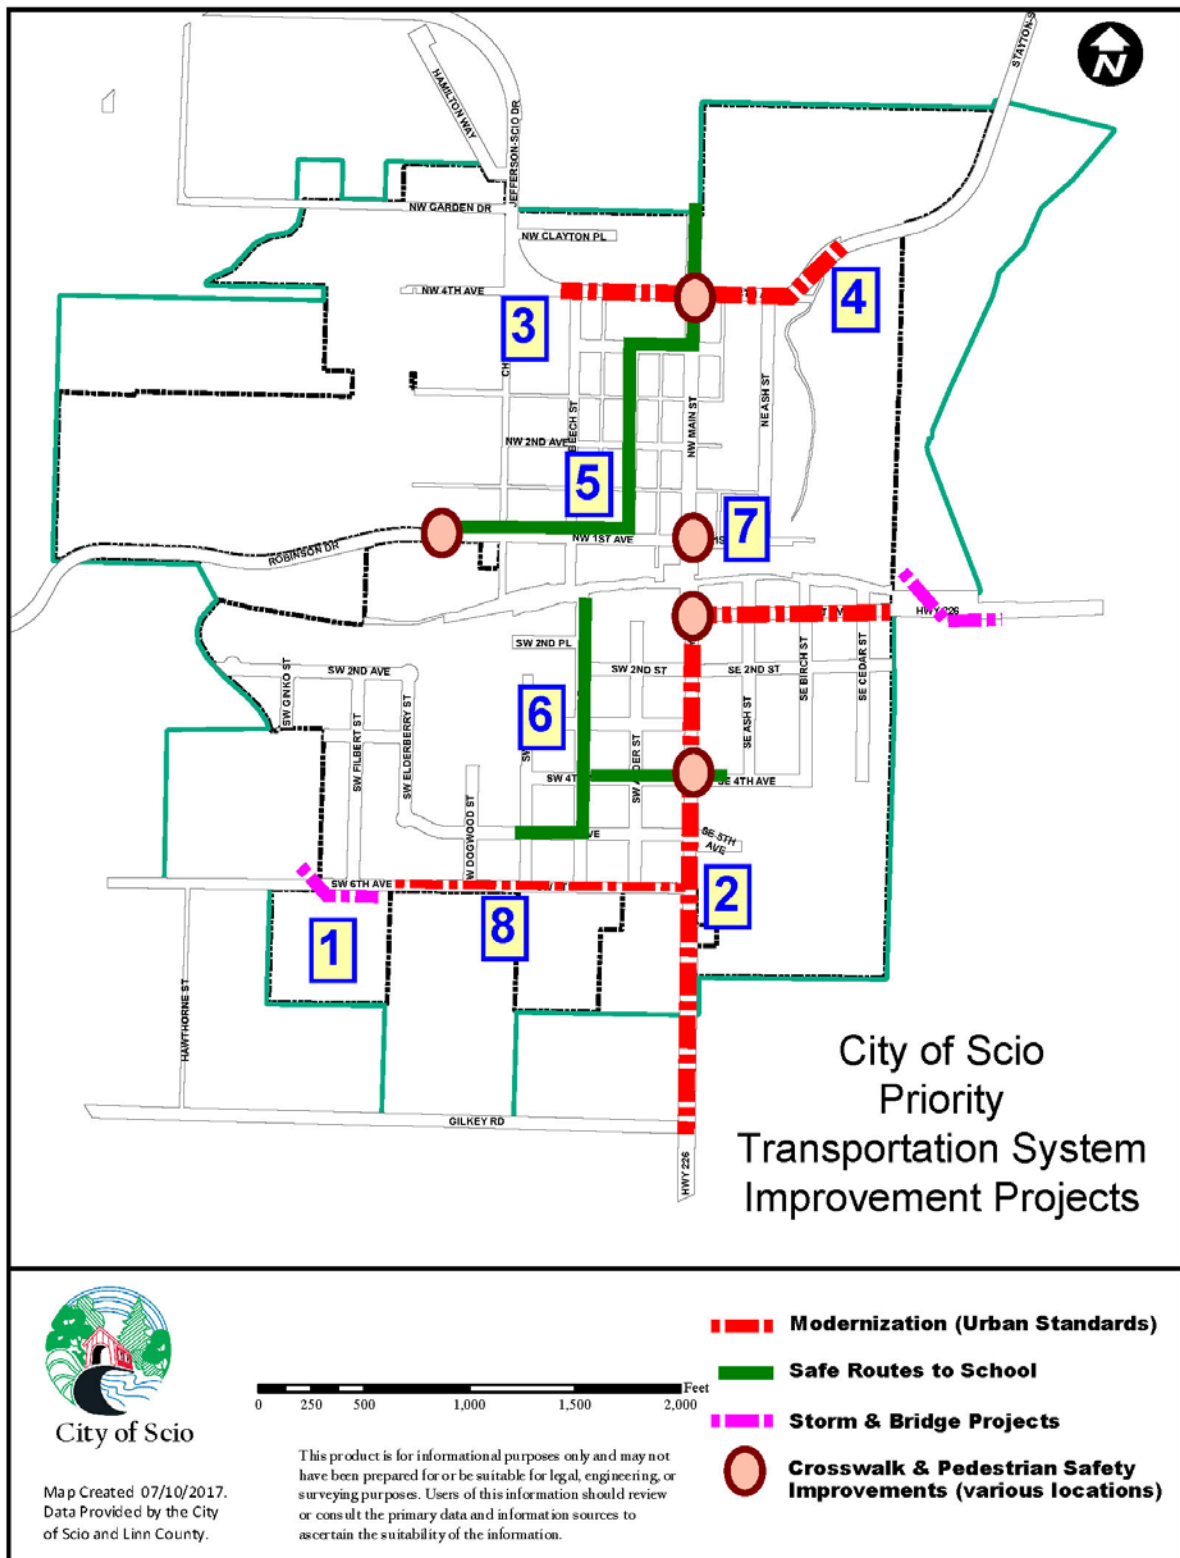 STAYTON-S
N
HAMILTON WAY
JEFFERSON-SCIO DR
NW GARDEN DR
NW CLAYTON PL
NW 4TH AVE
3
4
CH
BEECH ST
NW MAIN ST
NE ASH ST
NW 2ND AVE
5
7
NW 1ST AVE
ROBINSON DR
HWY 226
SW 2ND PL
SW 2ND AVE
SW 2ND ST
SE 2ND ST
SE BIRCH ST
SE CEDAR ST
SW GINKO ST
SW FILBERT ST
SW ELDERBERRY ST
6
SW
SE ASH ST
SW 4T
SE 4TH AVE
SW DOGWOOD ST
VE
SE 5TH AVE
SW 6TH AVE
2
1
8
HAWTHORNE ST
GILKEY RD
HWY 226
City of Scio
Priority
Transportation System
Improvement Projects
City of Scio
Map Created 07/10/2017.
Data Provided by the City
of Scio and Linn County.
Feet
0 250 500 1,000 1,500 2,000
This product is for informational purposes only and may not
have been prepared for or be suitable for legal, engineering, or
surveying purposes. Users of this information should review
or consult the primary data and information sources to
ascertain the suitability of the information.
Modernization (Urban Standards)
Safe Routes to School
Storm & Bridge Projects
Crosswalk & Pedestrian Safety
Improvements (various locations)